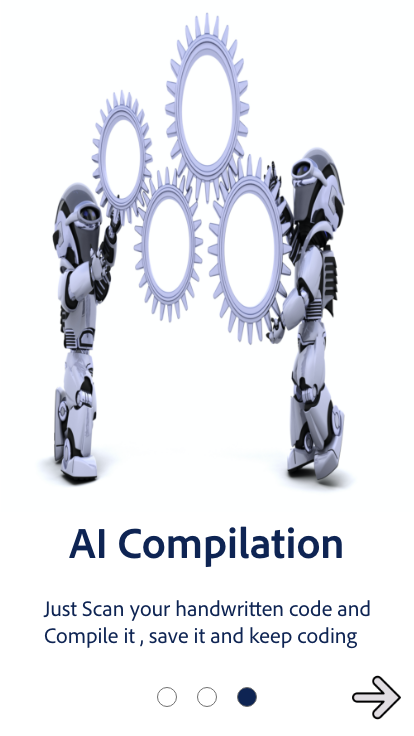 AI Compilation
Just Scan your handwritten code and
Compile it , save it and keep coding